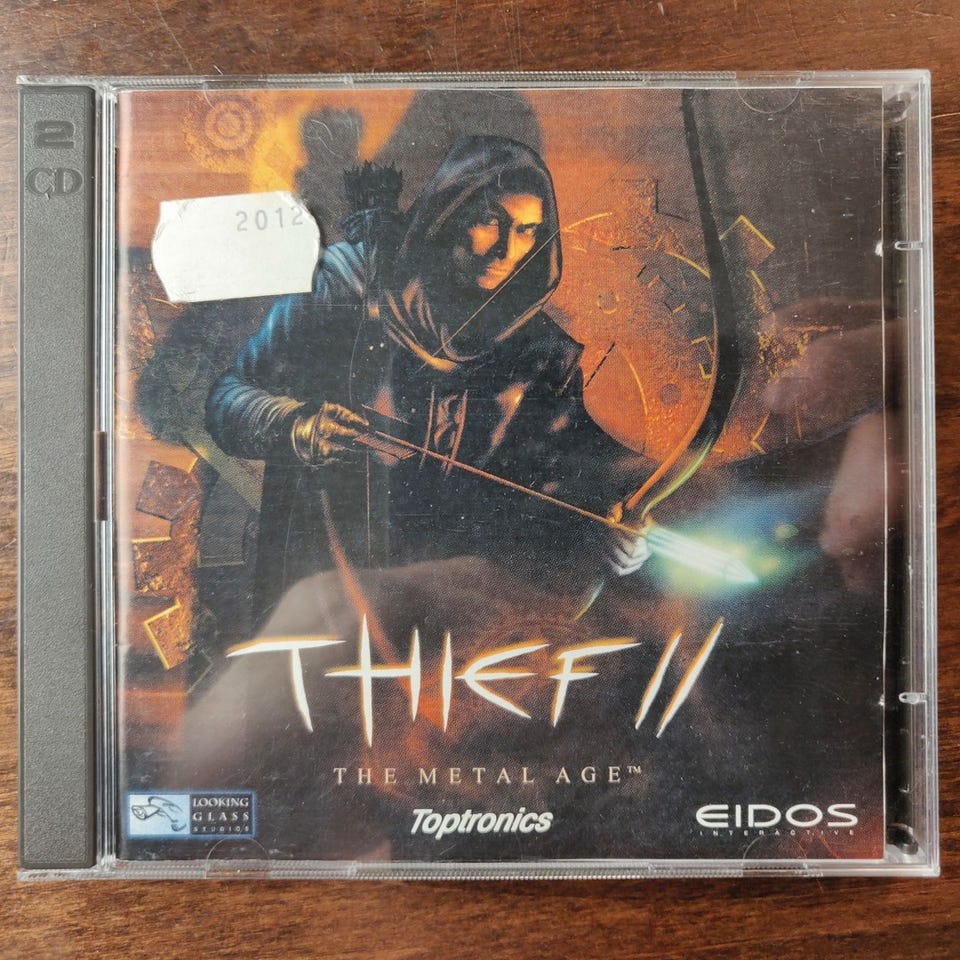 2
CD
2012
THIEF II
THE METAL AGE™
LOOKING
GLASS
STUDIOS
Toptronics
EIDOS
INTERACTIVE